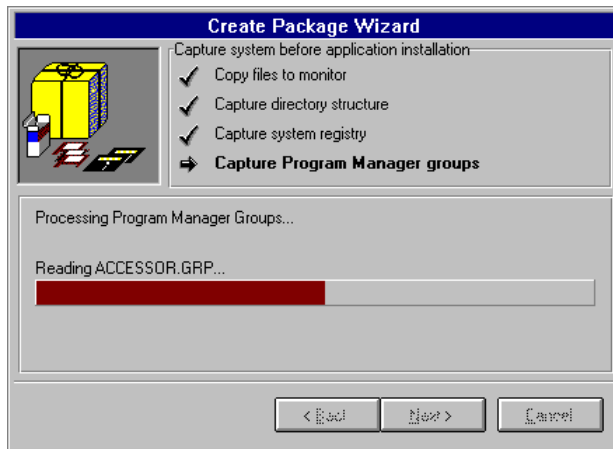 Create Package Wizard
Capture system before application installation
Copy files to monitor
Capture directory structure
Capture system registry
Capture Program Manager groups
Processing Program Manager Groups...
Reading ACCESSOR.GRP...
< Back
Next >
Cancel